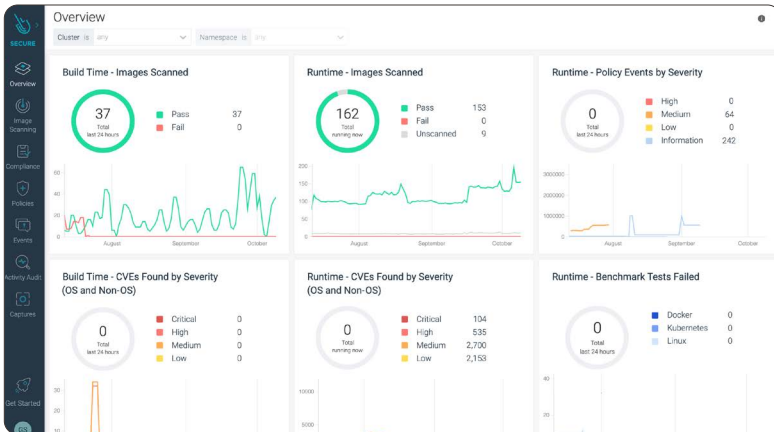 Overview
Cluster is any
Namespace is any
SECURE
Overview
Image
Scanning
Compliance
Policies
Events
Activity Audit
Captures
Get Started
GS
Build Time - Images Scanned
37
Total
last 24 hours
Pass 37
Fail 0
60
40
20
0
August September October
Runtime - Images Scanned
162
Total
running now
Pass 153
Fail 0
Unscanned 9
200
150
100
50
0
August September October
Runtime - Policy Events by Severity
0
Total
last 24 hours
High 0
Medium 64
Low 0
Information 242
3000000
2000000
1000000
0
August September October
Build Time - CVEs Found by Severity
(OS and Non-OS)
0
Total
last 24 hours
Critical 0
High 0
Medium 0
Low 0
30
20
10
Runtime - CVEs Found by Severity
(OS and Non-OS)
0
Total
running now
Critical 104
High 535
Medium 2,700
Low 2,153
10000
5000
Runtime - Benchmark Tests Failed
0
Total
last 24 hours
Docker 0
Kubernetes 0
Linux 0
40
20